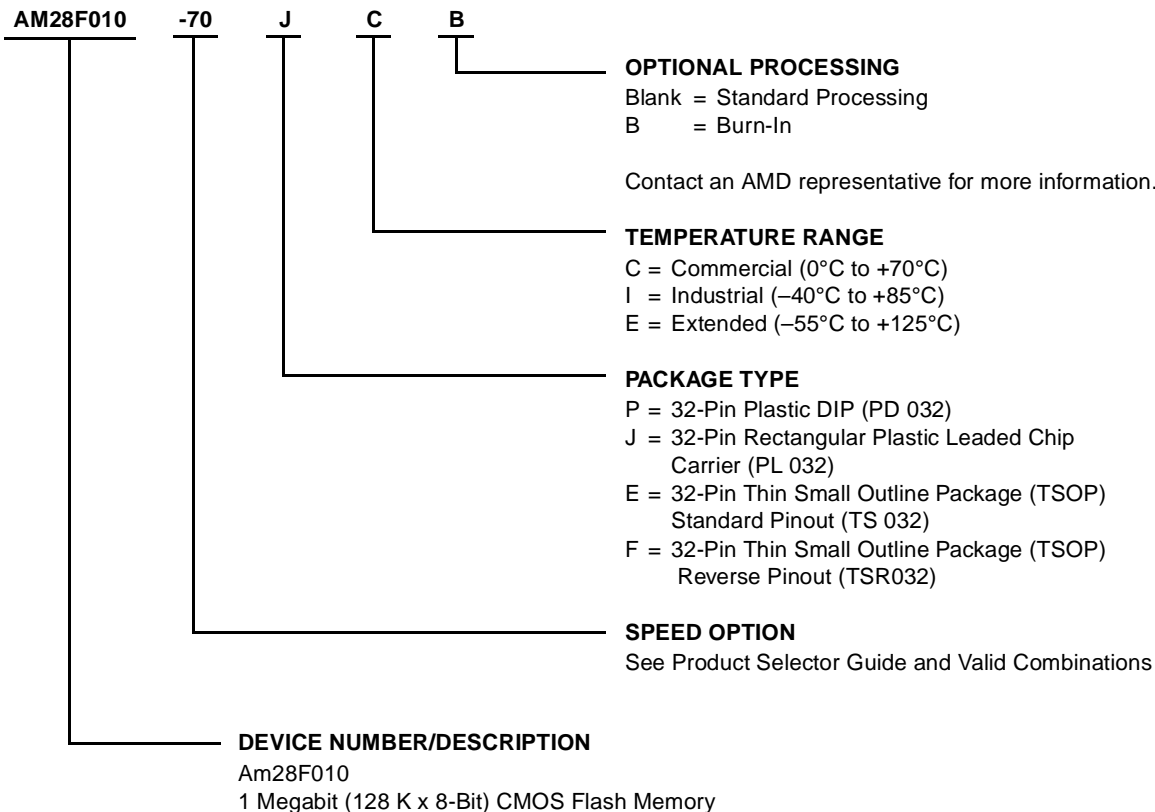 AM28F010 -70 J C B
OPTIONAL PROCESSING
Blank = Standard Processing
B = Burn-In
Contact an AMD representative for more information.
TEMPERATURE RANGE
C = Commercial (0°C to +70°C)
I = Industrial (–40°C to +85°C)
E = Extended (–55°C to +125°C)
PACKAGE TYPE
P = 32-Pin Plastic DIP (PD 032)
J = 32-Pin Rectangular Plastic Leaded Chip
Carrier (PL 032)
E = 32-Pin Thin Small Outline Package (TSOP)
Standard Pinout (TS 032)
F = 32-Pin Thin Small Outline Package (TSOP)
Reverse Pinout (TSR032)
SPEED OPTION
See Product Selector Guide and Valid Combinations
DEVICE NUMBER/DESCRIPTION
Am28F010
1 Megabit (128 K x 8-Bit) CMOS Flash Memory